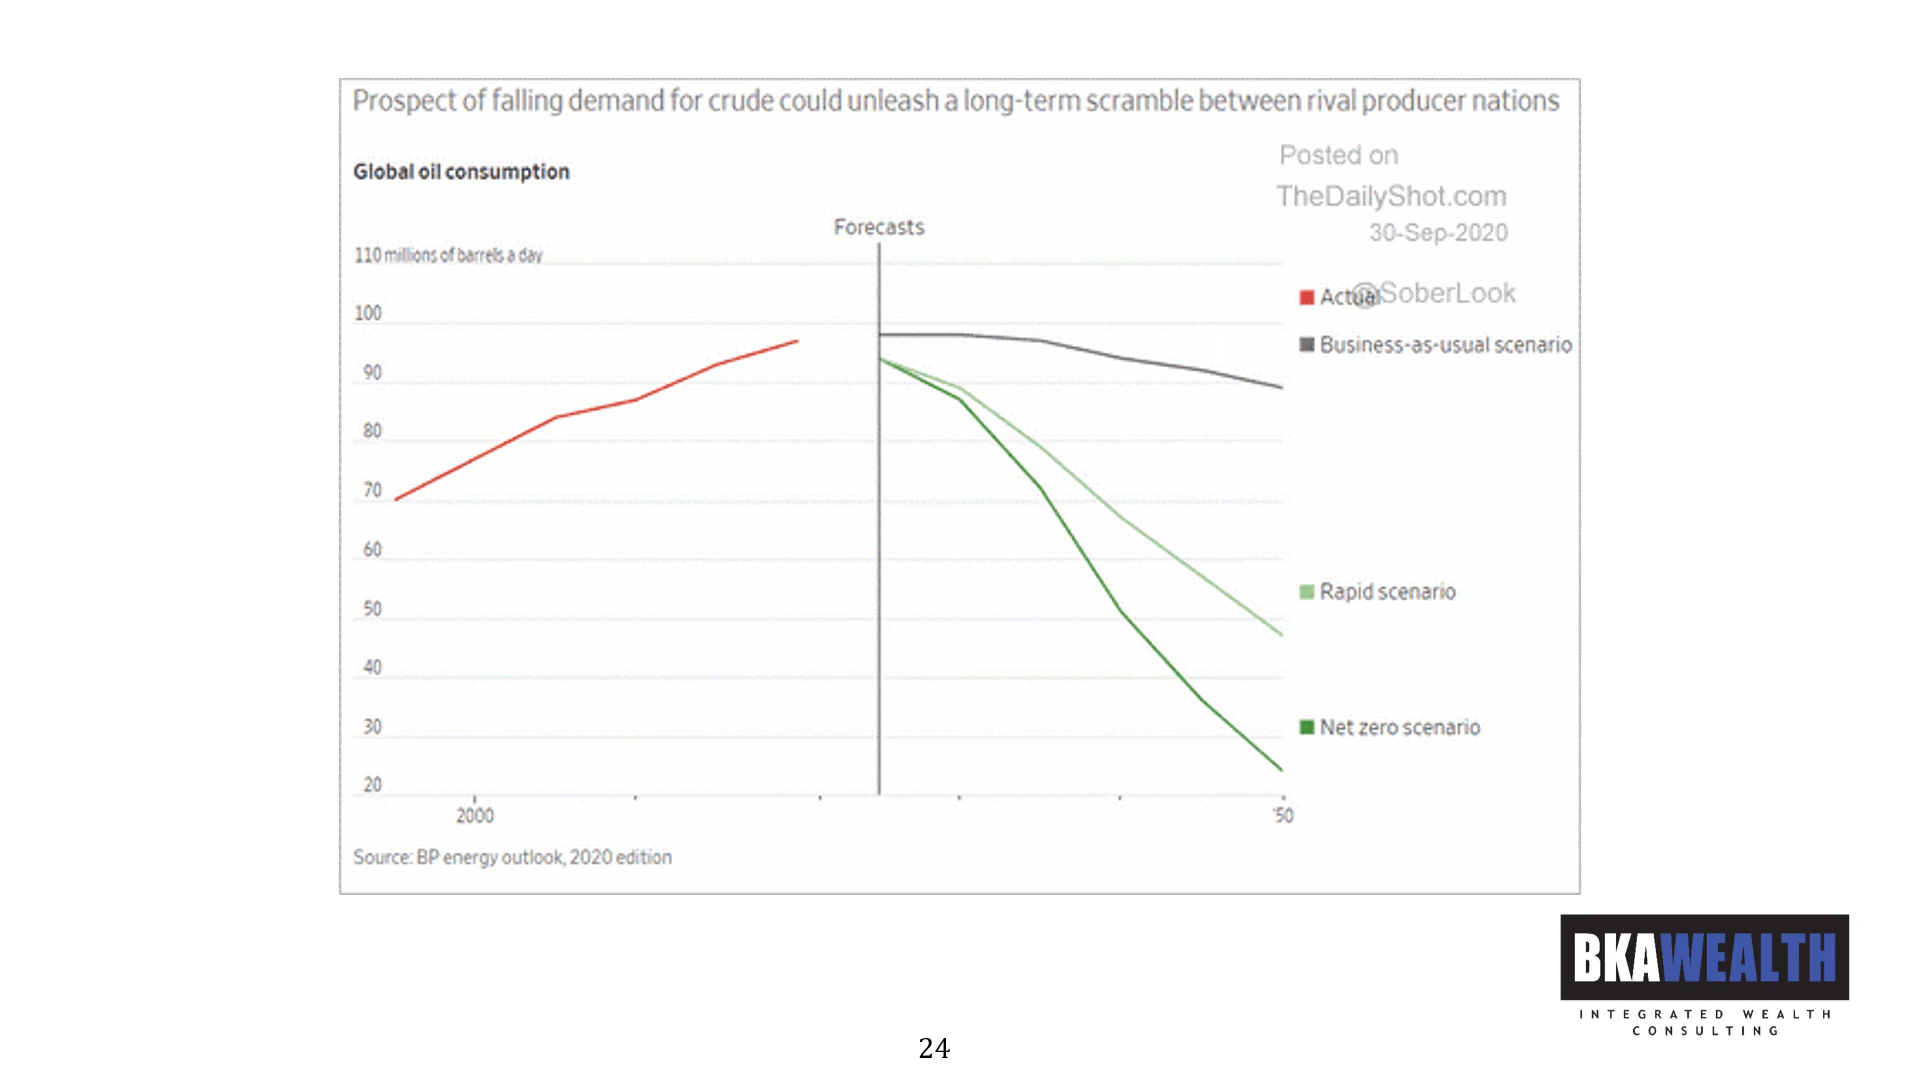 Prospect of falling demand for crude could unleash a long-term scramble between rival producer nations
Posted on
TheDailyShot.com
30-Sep-2020
@SoberLook
Global oil consumption
Forecasts
110 millions of barrels a day
100
90
80
70
60
50
40
30
20
2000
'50
Actual
Business-as-usual scenario
Rapid scenario
Net zero scenario
Source: BP energy outlook, 2020 edition
BKAWEALTH
INTEGRATED WEALTH
CONSULTING
24